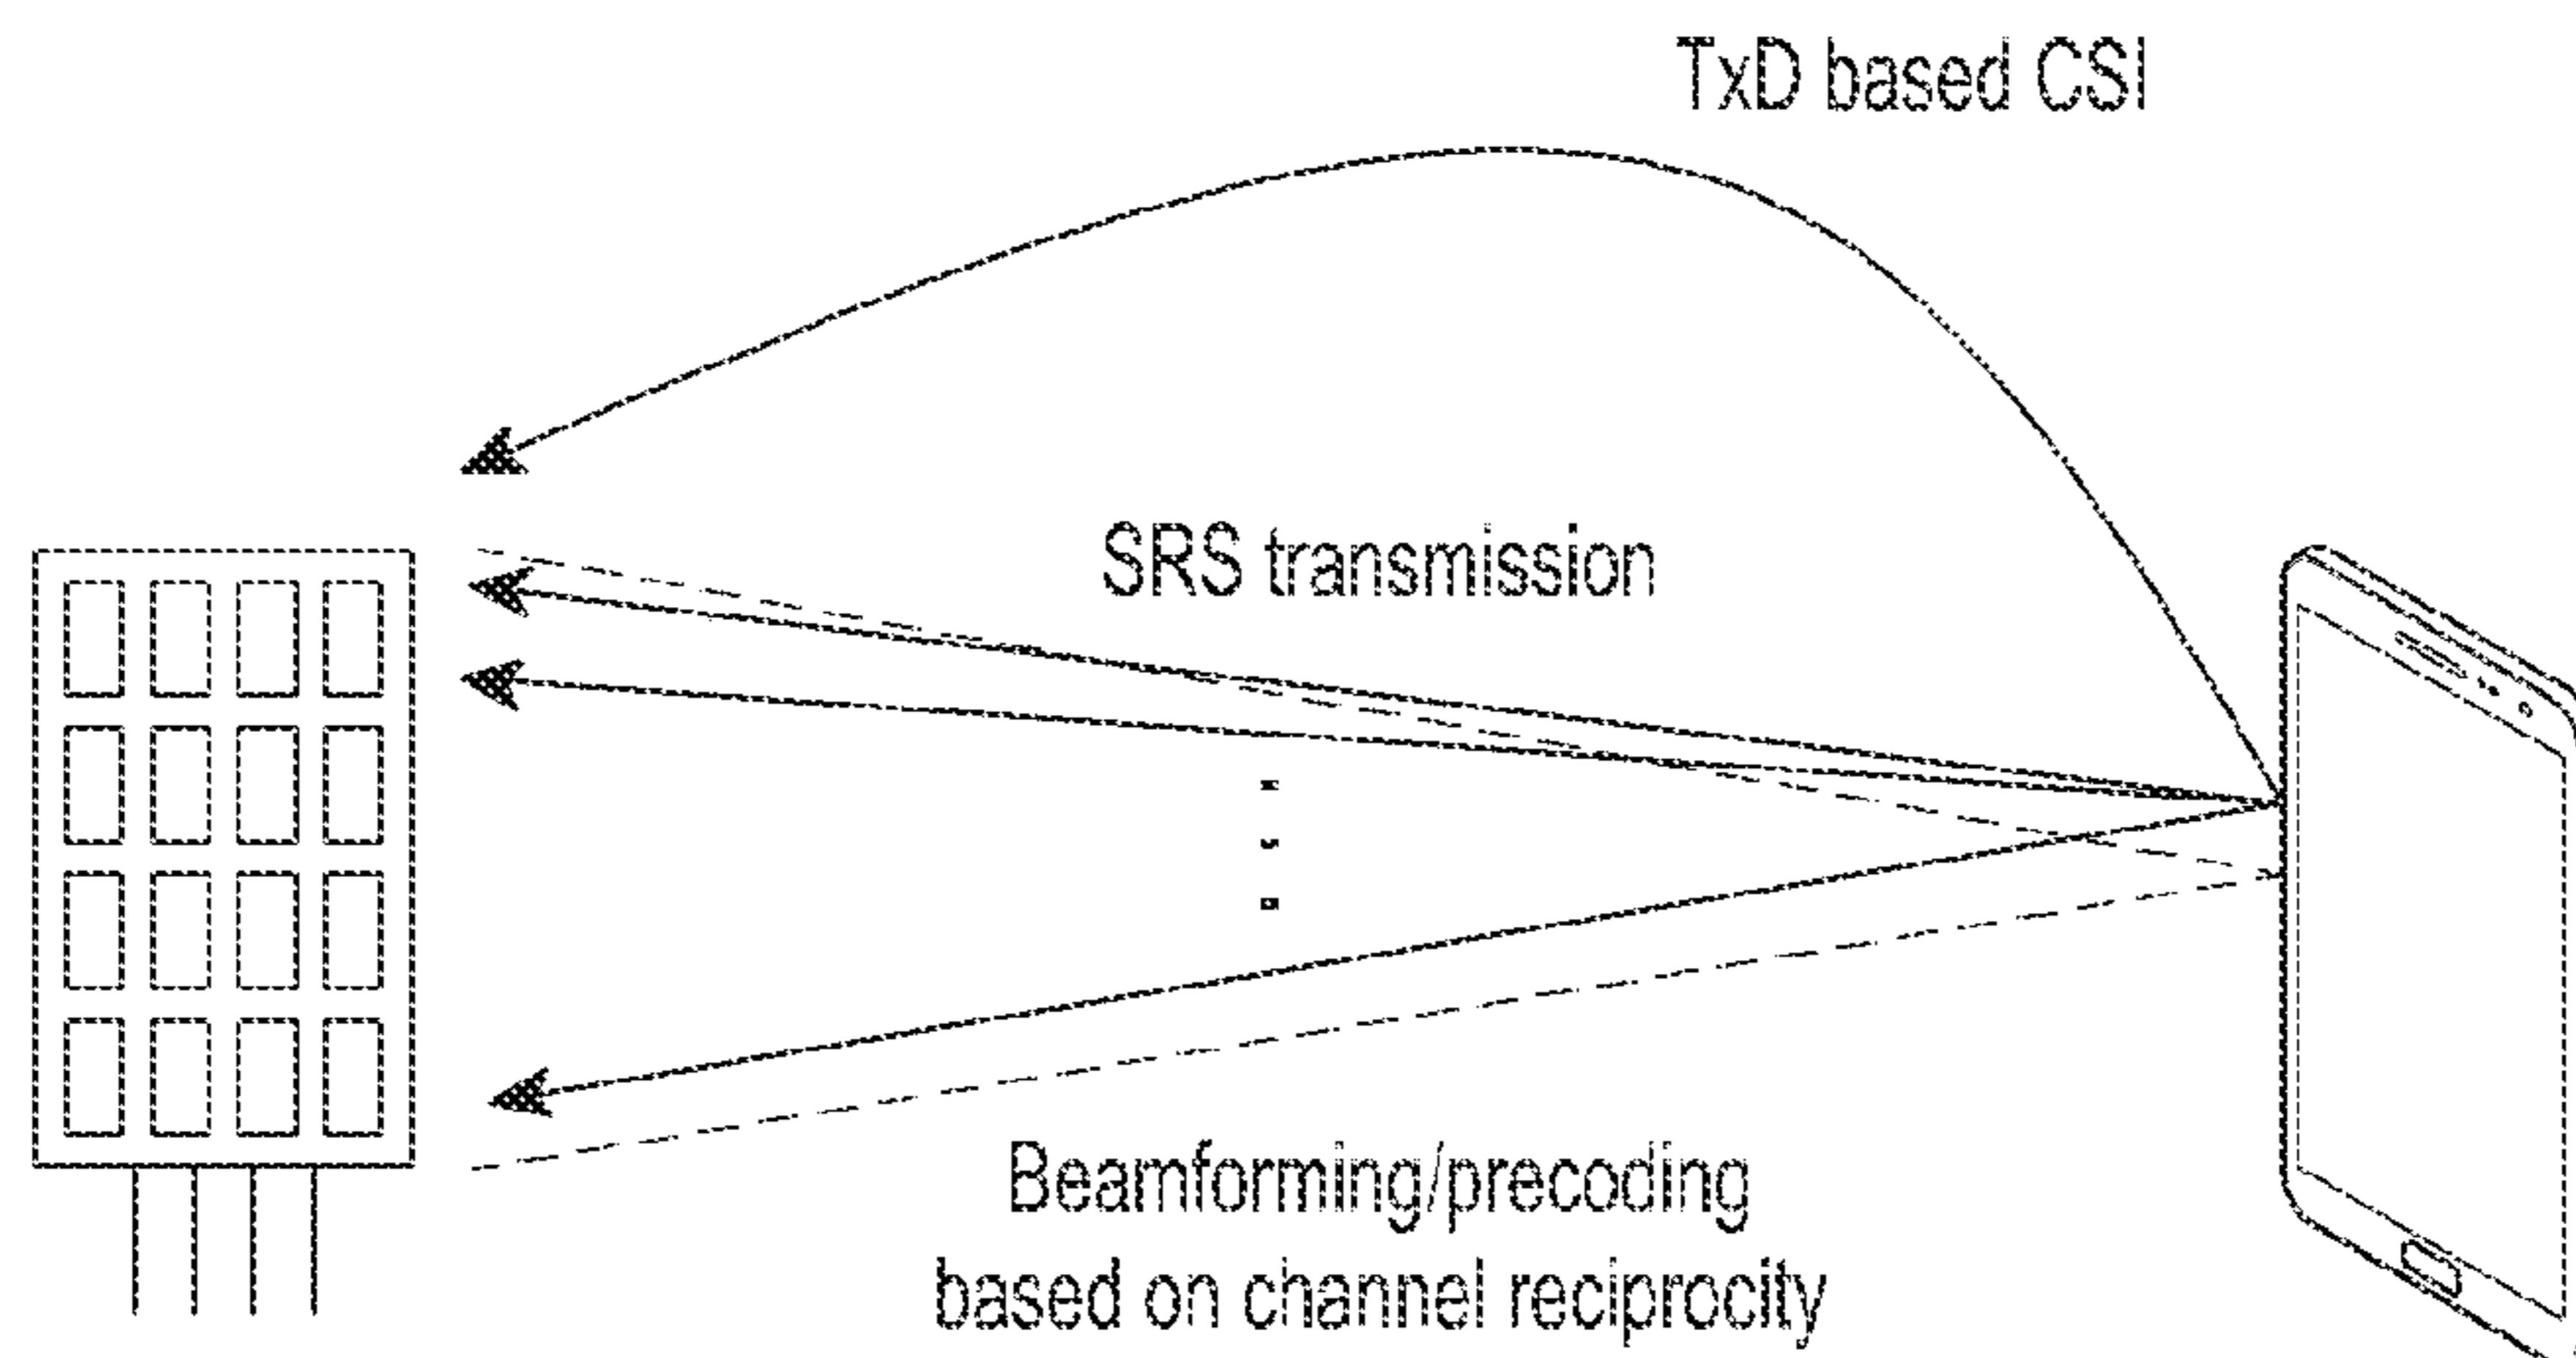 TxD based CSI
SRS transmission
Beamforming/precoding
based on channel reciprocity